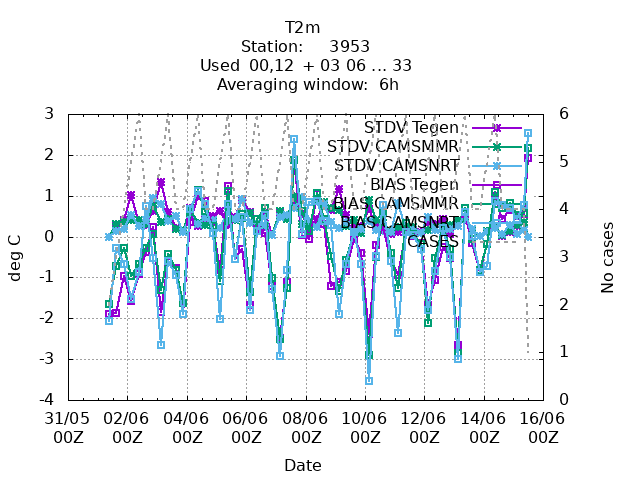 T2m
Station: 3953
Used 00,12 + 03 06 ... 33
Averaging window: 6h
STDV Tegen
STDV CAMSMMR
STDV CAMSNRT
BIAS Tegen
BIAS CAMSMMR
BIAS CAMSNRT
CASES
3
2
1
0
-1
-2
-3
-4
deg C
6
5
4
3
2
1
0
No cases
31/05 02/06 04/06 06/06 08/06 10/06 12/06 14/06 16/06
00Z 00Z 00Z 00Z 00Z 00Z 00Z 00Z 00Z
Date